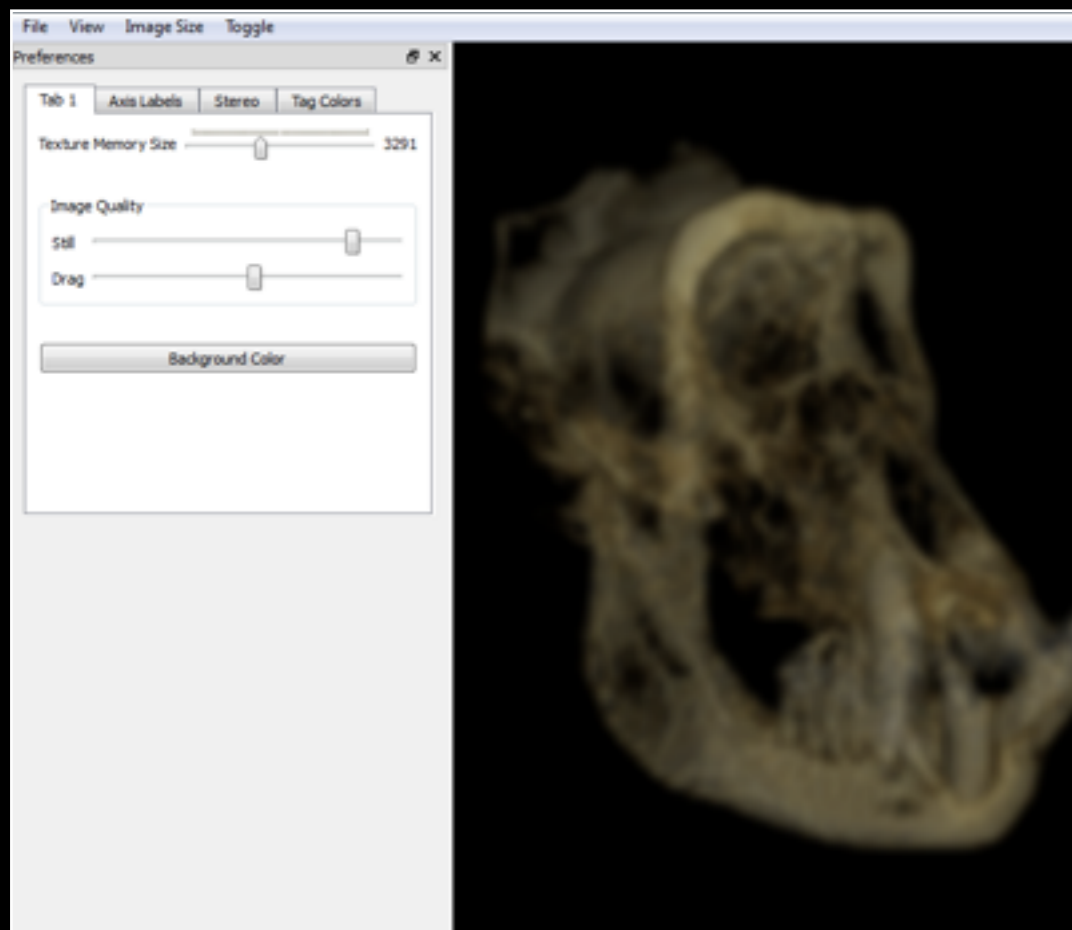 File View Image Size Toggle
Preferences
Tab 1 Axis Labels Stereo Tag Colors
Texture Memory Size 3291
Image Quality
Still
Drag
Background Color